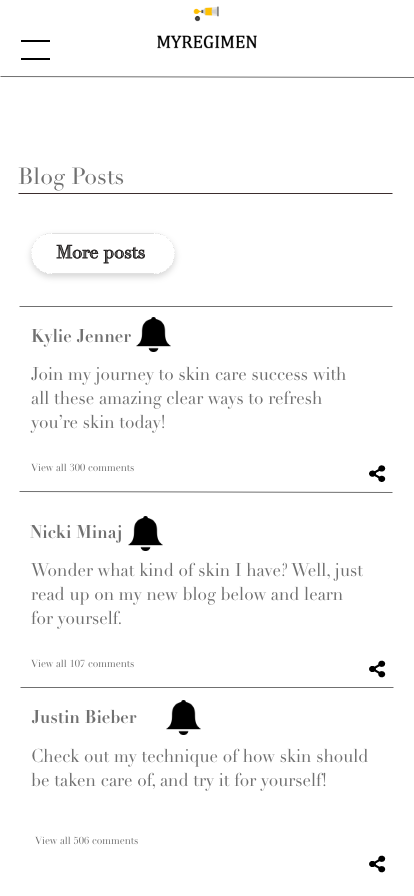 MYREGIMEN
Blog Posts
More posts
Kylie Jenner
Join my journey to skin care success with
all these amazing clear ways to refresh
you're skin today!
View all 300 comments
Nicki Minaj
Wonder what kind of skin I have? Well, just
read up on my new blog below and learn
for yourself.
View all 107 comments
Justin Bieber
Check out my technique of how skin should
be taken care of, and try it for yourself!
View all 506 comments